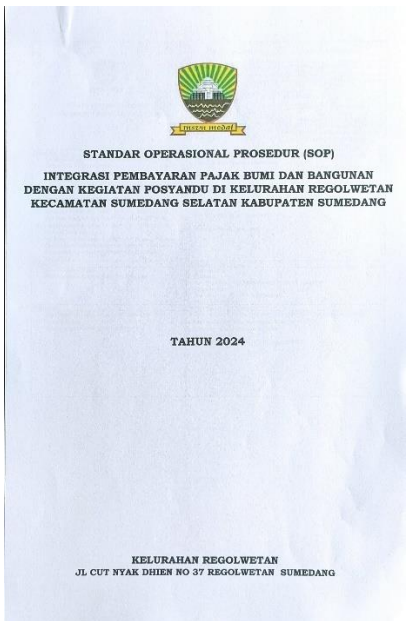 INSUN MEDAL
STANDAR OPERASIONAL PROSEDUR (SOP)
INTEGRASI PEMBAYARAN PAJAK BUMI DAN BANGUNAN
DENGAN KEGIATAN POSYANDU DI KELURAHAN REGOLWETAN
KECAMATAN SUMEDANG SELATAN KABUPATEN SUMEDANG
TAHUN 2024
KELURAHAN REGOLWETAN
JL CUT NYAK DHIEN NO 37 REGOLWETAN SUMEDANG